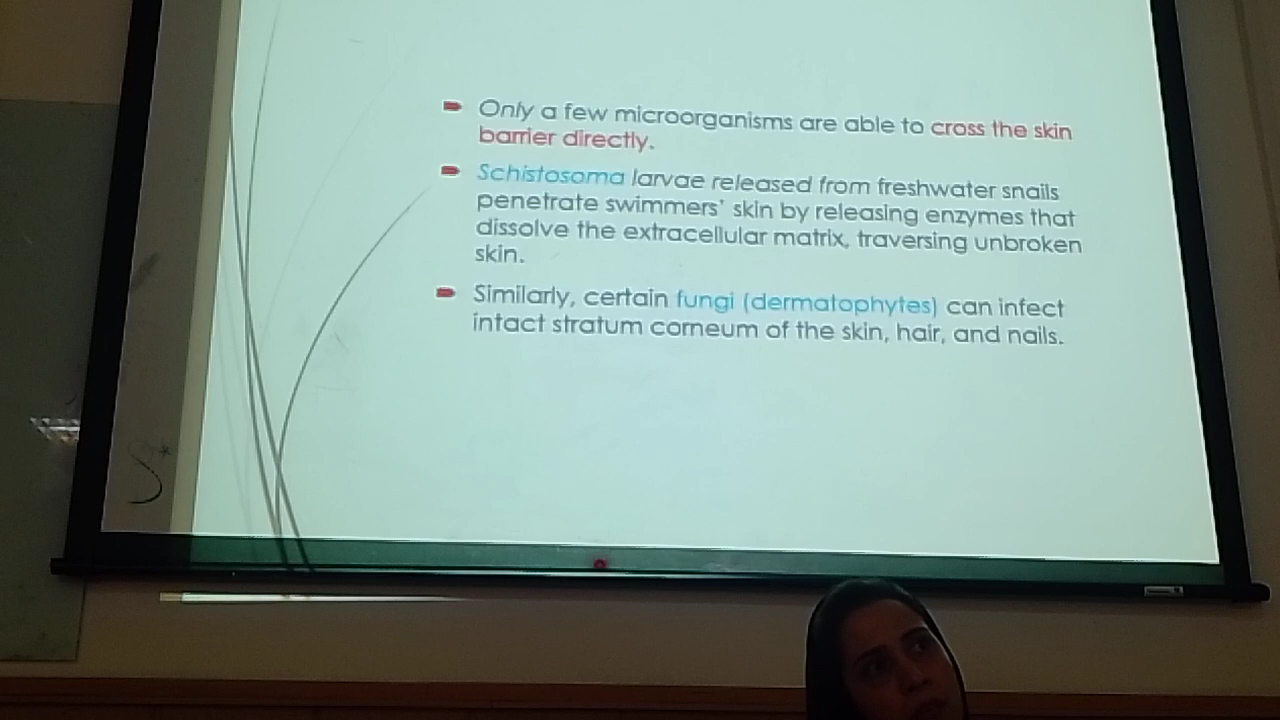 Only a few microorganisms are able to cross the skin
barrier directly.
Schistosoma larvae released from freshwater snails
penetrate swimmers' skin by releasing enzymes that
dissolve the extracellular matrix, traversing unbroken
skin.
Similarly, certain fungi (dermatophytes) can infect
intact stratum corneum of the skin, hair, and nails.